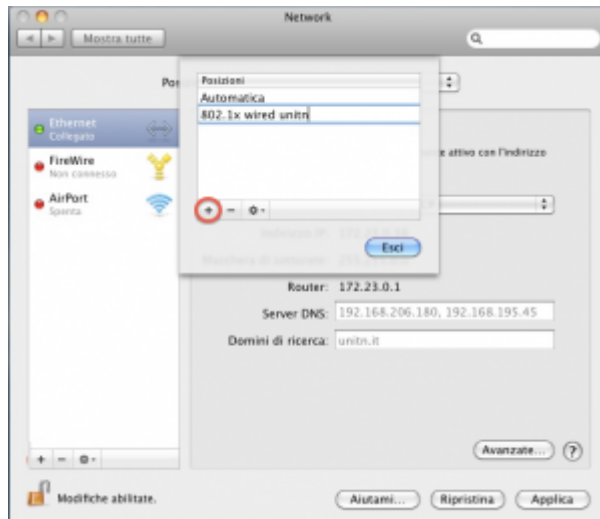 Network
Mostra tutte
Pos
Posizioni
Automatica
802.1x wired unitn
Ethernet
Collegato
FireWire
Non connesso
AirPort
Spenta
attivo con l'indirizzo
Esci
Router: 172.23.0.1
Server DNS: 192.168.206.180, 192.168.195.45
Domini di ricerca: unitn.it
Avanzate... ?
Modifiche abilitate.
Aiutami... Ripristina Applica